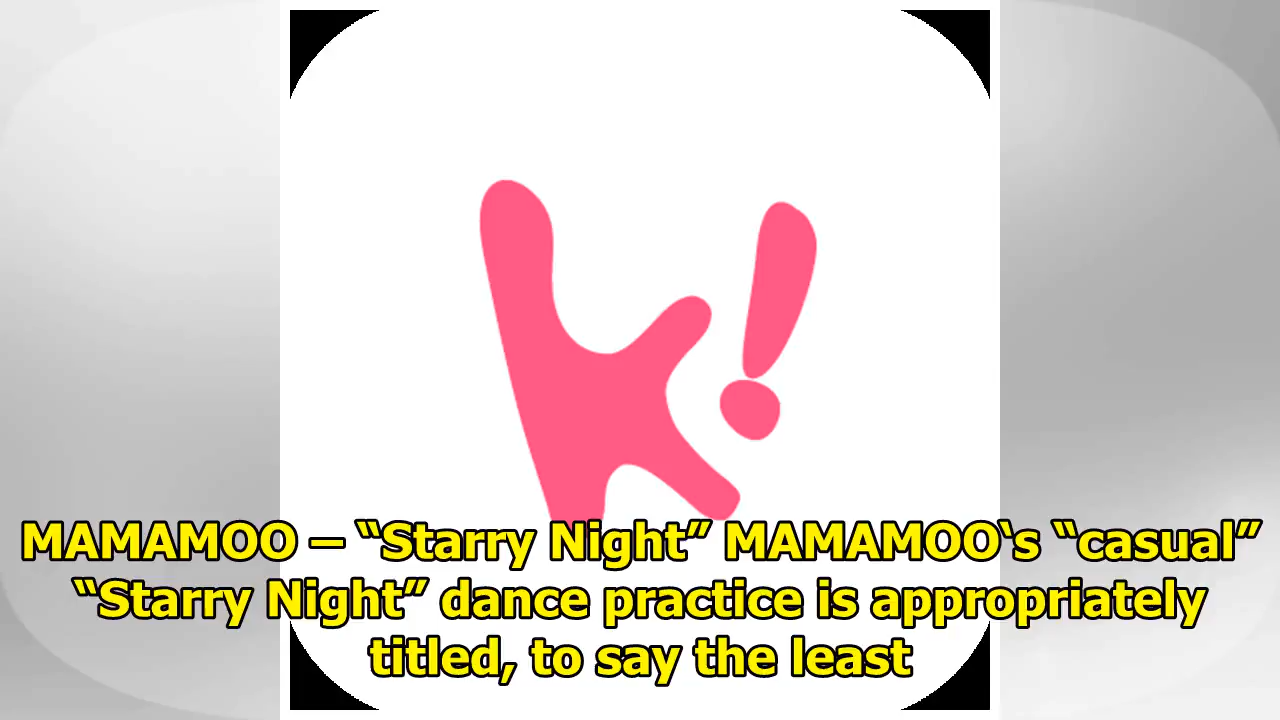 k!
MAMAMOO – “Starry Night” MAMAMOO‘s “casual”
“Starry Night” dance practice is appropriately
titled, to say the least